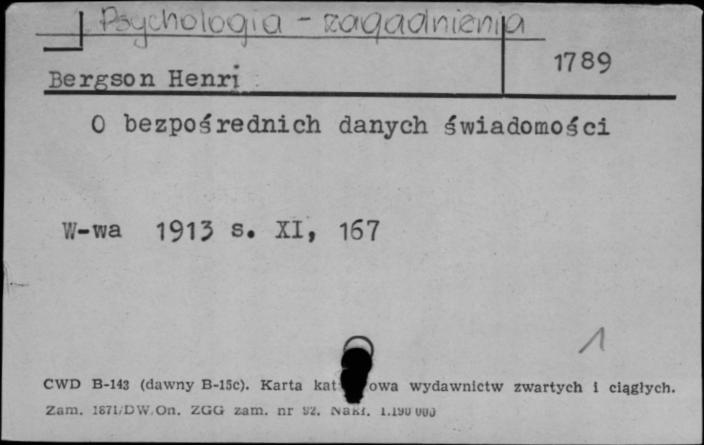 Psychologia - zagadnienia
1789
Bergson Henri
O bezpośrednich danych świadomości
W-wa 1913 s. XI, 167
1
CWD B-143 (dawny B-15c). Karta kat owa wydawnictw zwartych i ciągłych.
Zam. 1871/DW/On. ZGG zam. nr 92. Nakł. 1.190 000